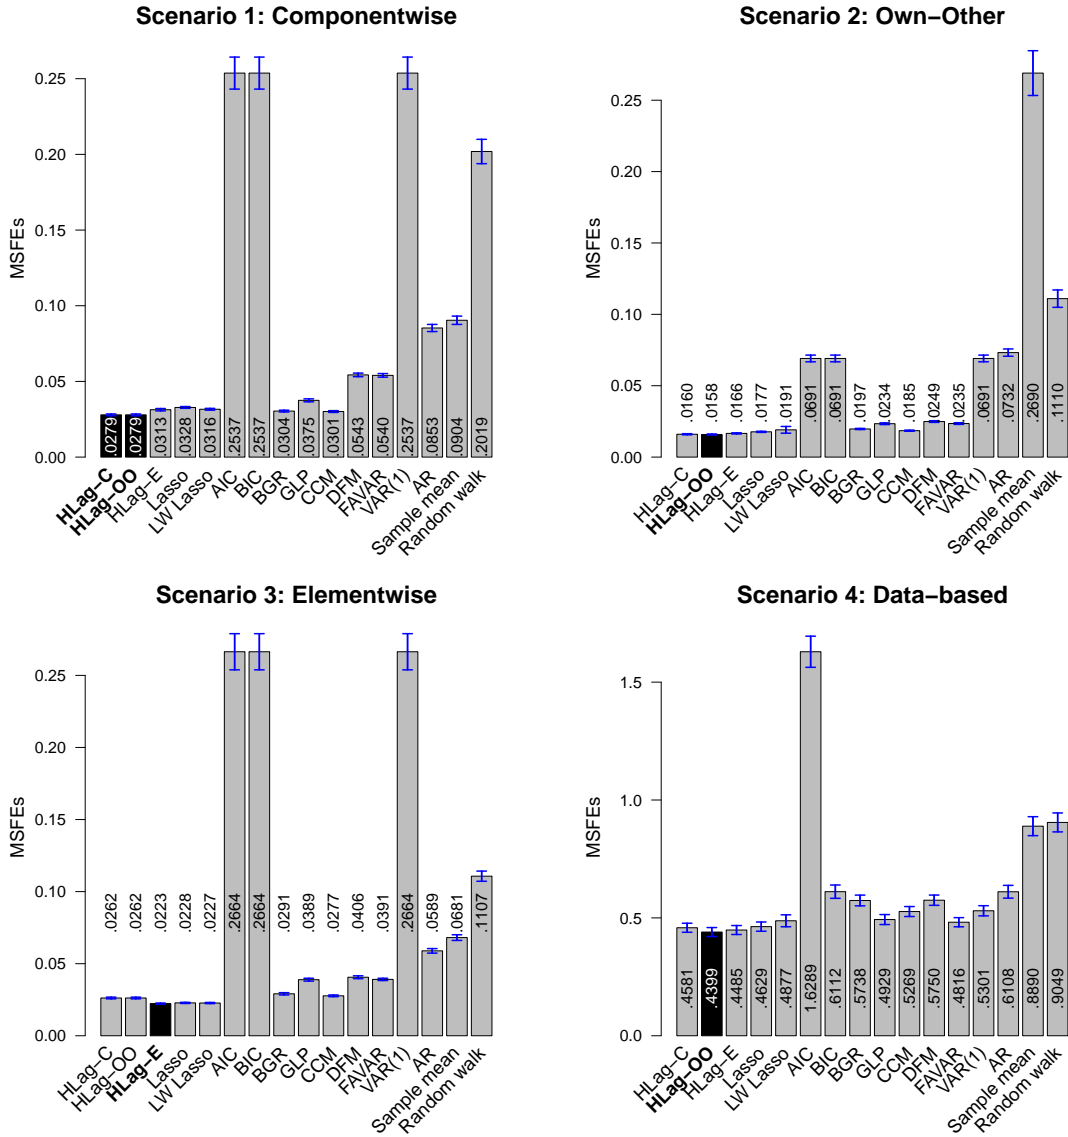 Scenario 1: Componentwise
MSFEs
0.25
0.20
0.15
0.10
0.05
0.00
.0279
.0279
.0313
.0328
.0316
.2537
.2537
.0304
.0375
.0301
.0543
.0540
.2537
.0853
.0904
.2019
HLag−C
HLag−OO
HLag−E
Lasso
LW Lasso
AIC
BIC
BGR
GLP
CCM
DFM
FAVAR
VAR(1)
AR
Sample mean
Random walk
Scenario 2: Own−Other
MSFEs
0.25
0.20
0.15
0.10
0.05
0.00
.0160
.0158
.0166
.0177
.0191
.0691
.0691
.0197
.0234
.0185
.0249
.0235
.0691
.0732
.2690
.1110
HLag−C
HLag−OO
HLag−E
Lasso
LW Lasso
AIC
BIC
BGR
GLP
CCM
DFM
FAVAR
VAR(1)
AR
Sample mean
Random walk
Scenario 3: Elementwise
MSFEs
0.25
0.20
0.15
0.10
0.05
0.00
.0262
.0262
.0223
.0228
.0227
.2664
.2664
.0291
.0389
.0277
.0406
.0391
.2664
.0589
.0681
.1107
HLag−C
HLag−OO
HLag−E
Lasso
LW Lasso
AIC
BIC
BGR
GLP
CCM
DFM
FAVAR
VAR(1)
AR
Sample mean
Random walk
Scenario 4: Data−based
MSFEs
1.5
1.0
0.5
0.0
.4581
.4399
.4485
.4629
.4877
1.6289
.6112
.5738
.4929
.5269
.5750
.4816
.5301
.6108
.8890
.9049
HLag−C
HLag−OO
HLag−E
Lasso
LW Lasso
AIC
BIC
BGR
GLP
CCM
DFM
FAVAR
VAR(1)
AR
Sample mean
Random walk